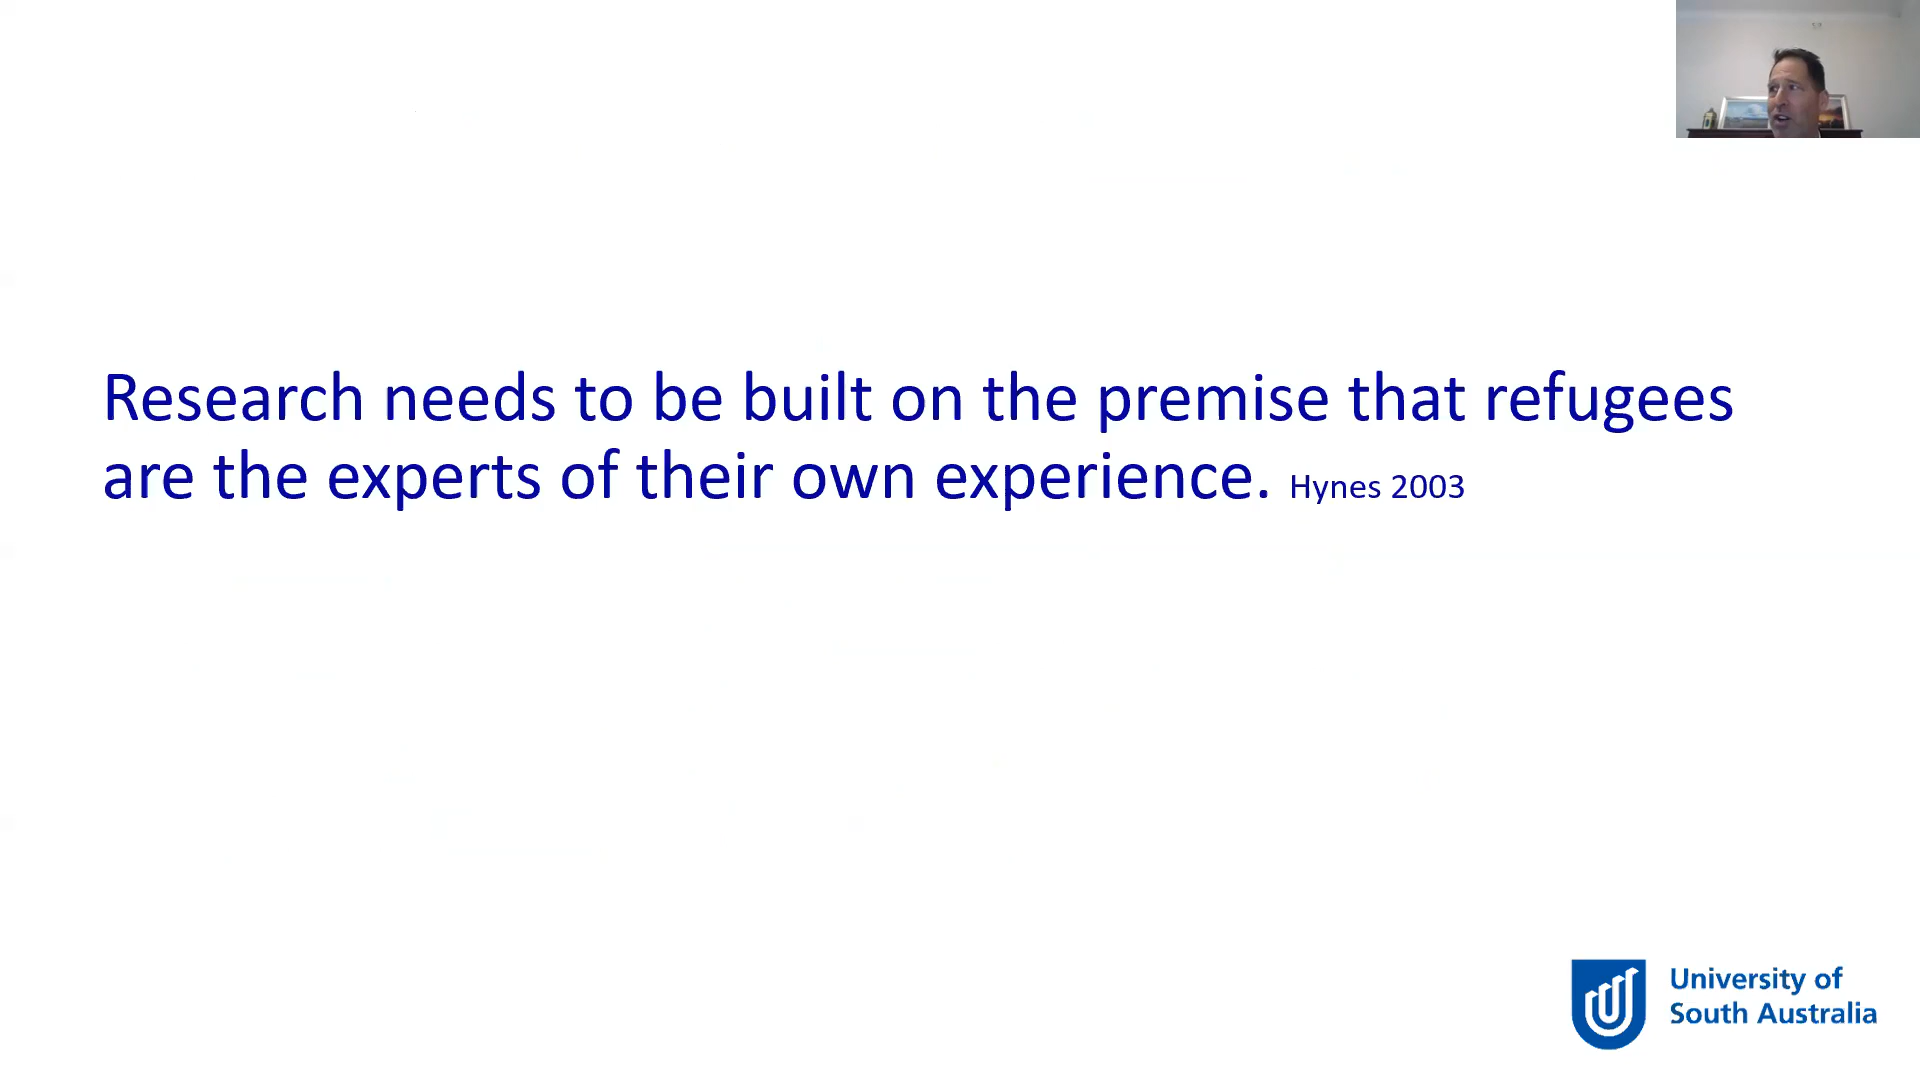 Research needs to be built on the premise that refugees
are the experts of their own experience. Hynes 2003
University of
South Australia